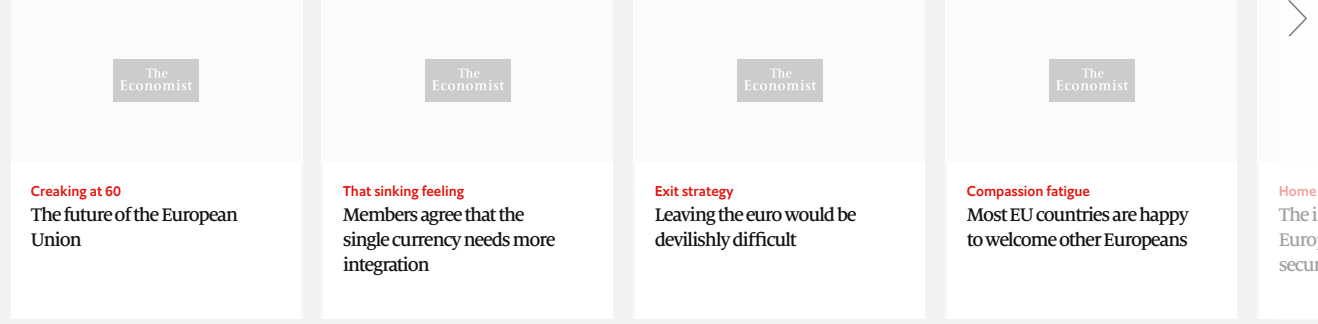 The
Economist
The
Economist
The
Economist
The
Economist
Creaking at 60
The future of the European
Union
That sinking feeling
Members agree that the
single currency needs more
integration
Exit strategy
Leaving the euro would be
devilishly difficult
Compassion fatigue
Most EU countries are happy
to welcome other Europeans
Home
The